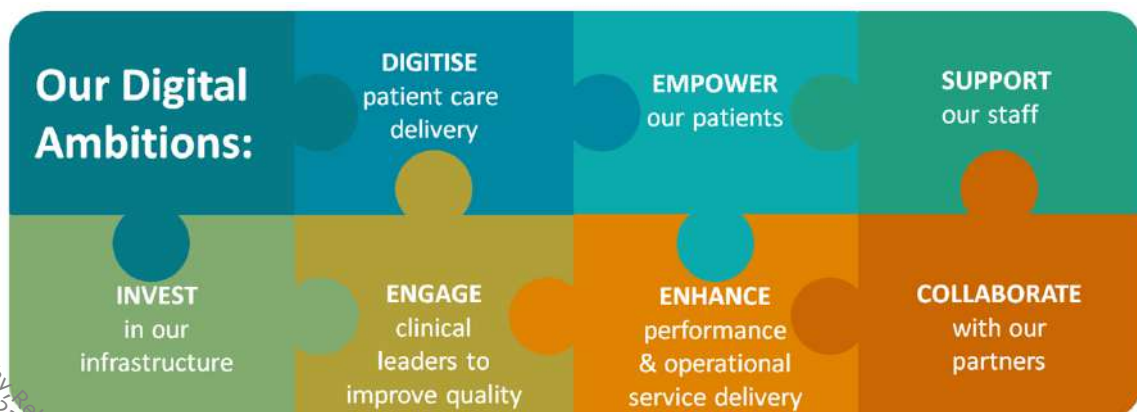 Our Digital
Ambitions:
DIGITISE
patient care
delivery
EMPOWER
our patients
SUPPORT
our staff
INVEST
in our
infrastructure
ENGAGE
clinical
leaders to
improve quality
ENHANCE
performance
& operational
service delivery
COLLABORATE
with our
partners